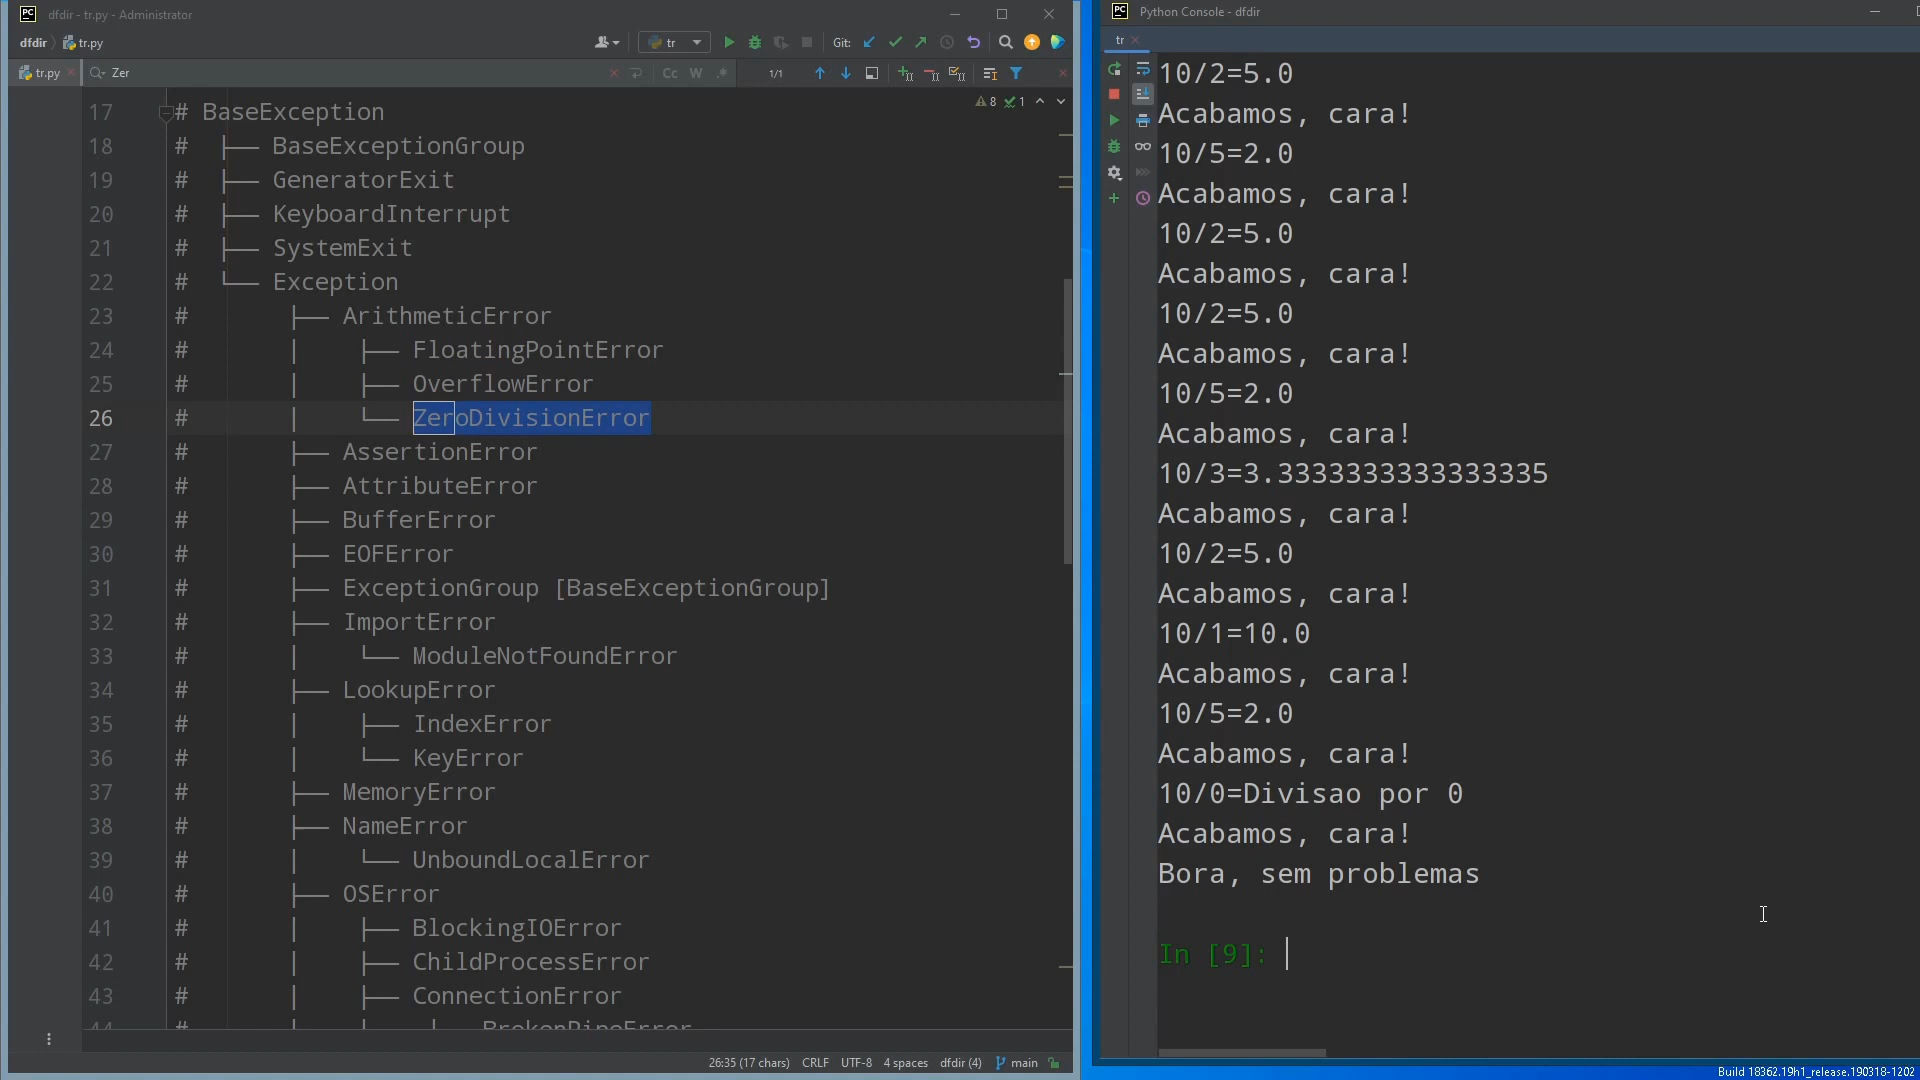 dfdir - tr.py - Administrator
dfdir tr.py
tr
Git:
tr.py
Zer
Cc W .*
1/1
8 1
17 # BaseException
18 # ├── BaseExceptionGroup
19 # ├── GeneratorExit
20 # ├── KeyboardInterrupt
21 # ├── SystemExit
22 # └── Exception
23 # ├── ArithmeticError
24 # │ ├── FloatingPointError
25 # │ ├── OverflowError
26 # │ └── ZeroDivisionError
27 # ├── AssertionError
28 # ├── AttributeError
29 # ├── BufferError
30 # ├── EOFError
31 # ├── ExceptionGroup [BaseExceptionGroup]
32 # ├── ImportError
33 # │ └── ModuleNotFoundError
34 # ├── LookupError
35 # │ ├── IndexError
36 # │ └── KeyError
37 # ├── MemoryError
38 # ├── NameError
39 # │ └── UnboundLocalError
40 # ├── OSError
41 # │ ├── BlockingIOError
42 # │ ├── ChildProcessError
43 # │ ├── ConnectionError
44 # │ │ │ BrokenPipeError
26:35 (17 chars) CRLF UTF-8 4 spaces dfdir (4) main
Python Console - dfdir
tr
10/2=5.0
Acabamos, cara!
10/5=2.0
Acabamos, cara!
10/2=5.0
Acabamos, cara!
10/2=5.0
Acabamos, cara!
10/5=2.0
Acabamos, cara!
10/3=3.3333333333333335
Acabamos, cara!
10/2=5.0
Acabamos, cara!
10/1=10.0
Acabamos, cara!
10/5=2.0
Acabamos, cara!
10/0=Divisao por 0
Acabamos, cara!
Bora, sem problemas
In [9]:
Build 18362.19h1_release.190318-1202